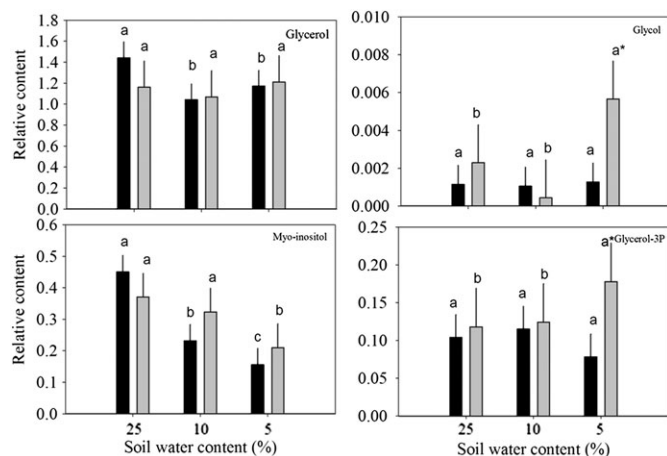 Glycerol
1.8
1.6
1.4
1.2
1.0
0.8
0.6
0.4
0.2
0.0
Relative content
a
a
b
a
b
a
Glycol
0.010
0.008
0.006
0.004
0.002
0.000
a
b
a
b
a
a*
Myo-inositol
0.6
0.5
0.4
0.3
0.2
0.1
0.0
Relative content
a
a
b
a
c
b
25
10
5
Soil water content (%)
Glycerol-3P
0.25
0.20
0.15
0.10
0.05
0.00
a
b
a
b
a
a*
25
10
5
Soil water content (%)